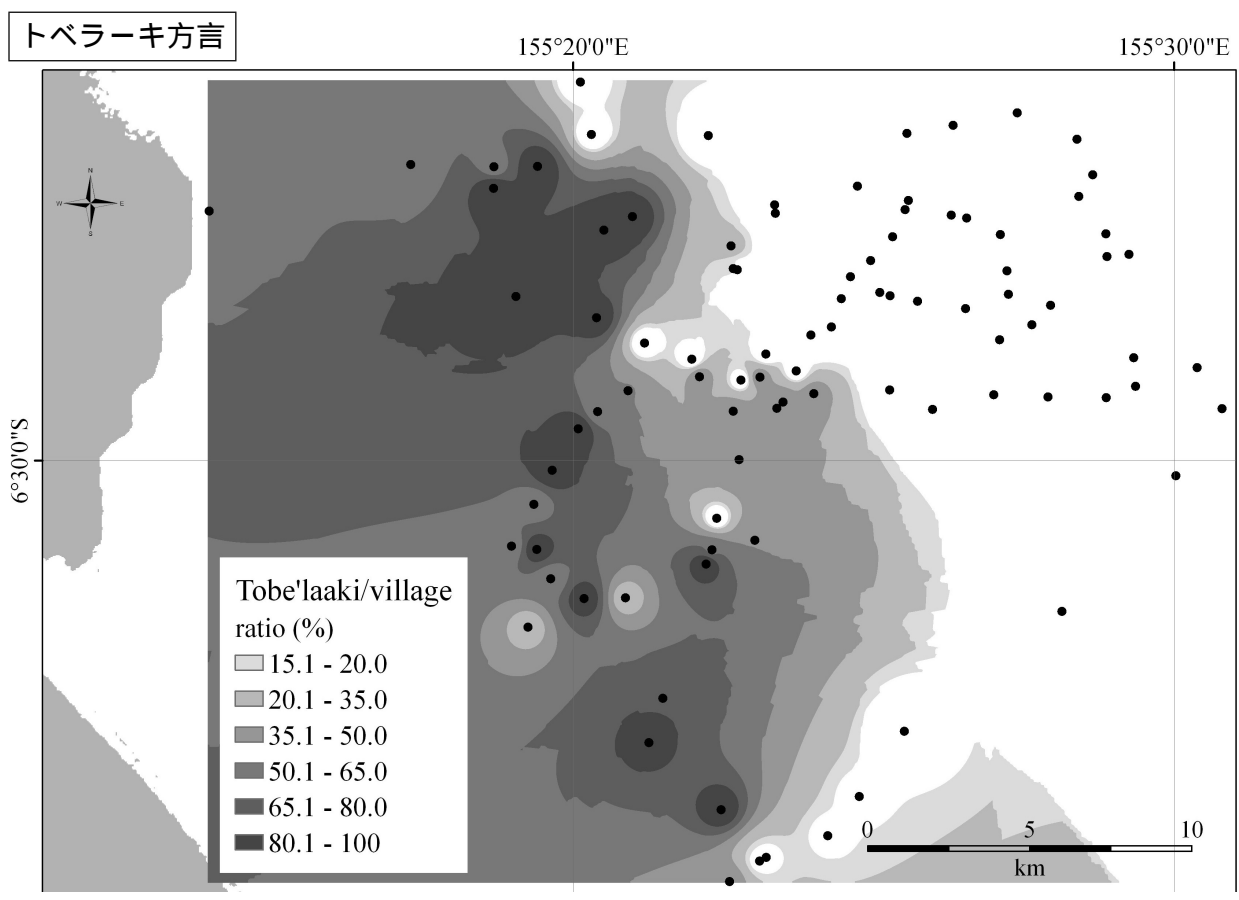 トベラーキ方言
155°20'0"E
155°30'0"E
N
W
E
S
6°30'0"S
Tobe'laaki/village
ratio (%)
15.1 - 20.0
20.1 - 35.0
35.1 - 50.0
50.1 - 65.0
65.1 - 80.0
80.1 - 100
0 5 10
km